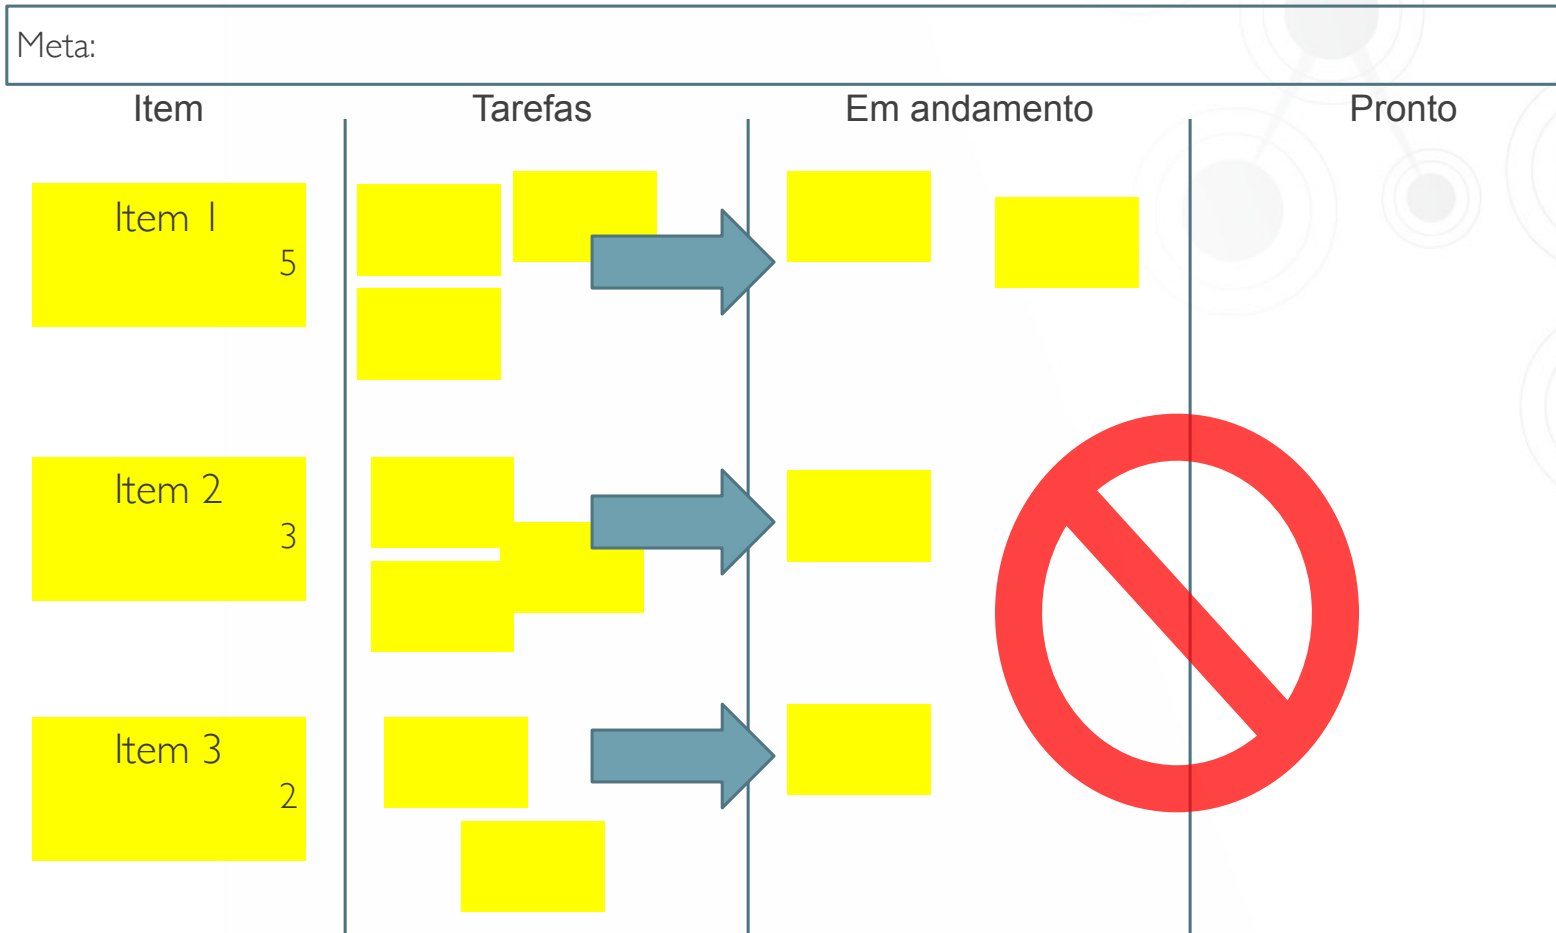 Meta:
Item
Tarefas
Em andamento
Pronto
Item 1
5
Item 2
3
Item 3
2